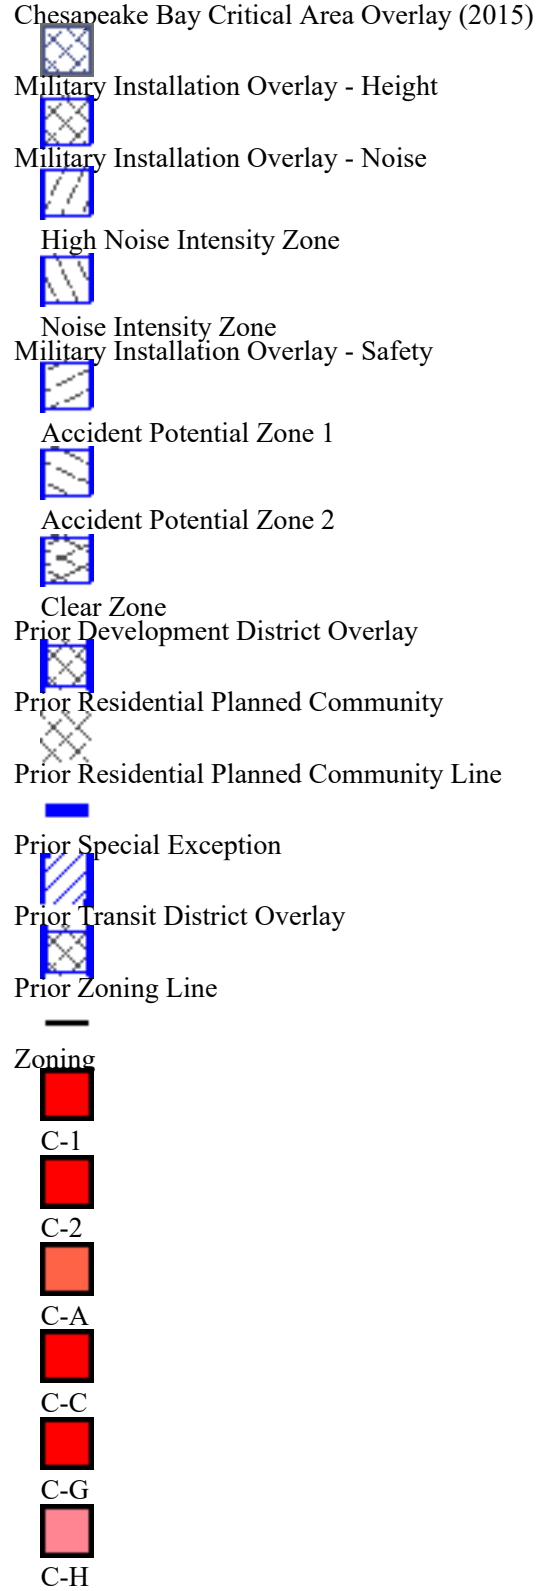 Chesapeake Bay Critical Area Overlay (2015)
Military Installation Overlay - Height
Military Installation Overlay - Noise
High Noise Intensity Zone
Noise Intensity Zone
Military Installation Overlay - Safety
Accident Potential Zone 1
Accident Potential Zone 2
Clear Zone
Prior Development District Overlay
Prior Residential Planned Community
Prior Residential Planned Community Line
Prior Special Exception
Prior Transit District Overlay
Prior Zoning Line
Zoning
C-1
C-2
C-A
C-C
C-G
C-H